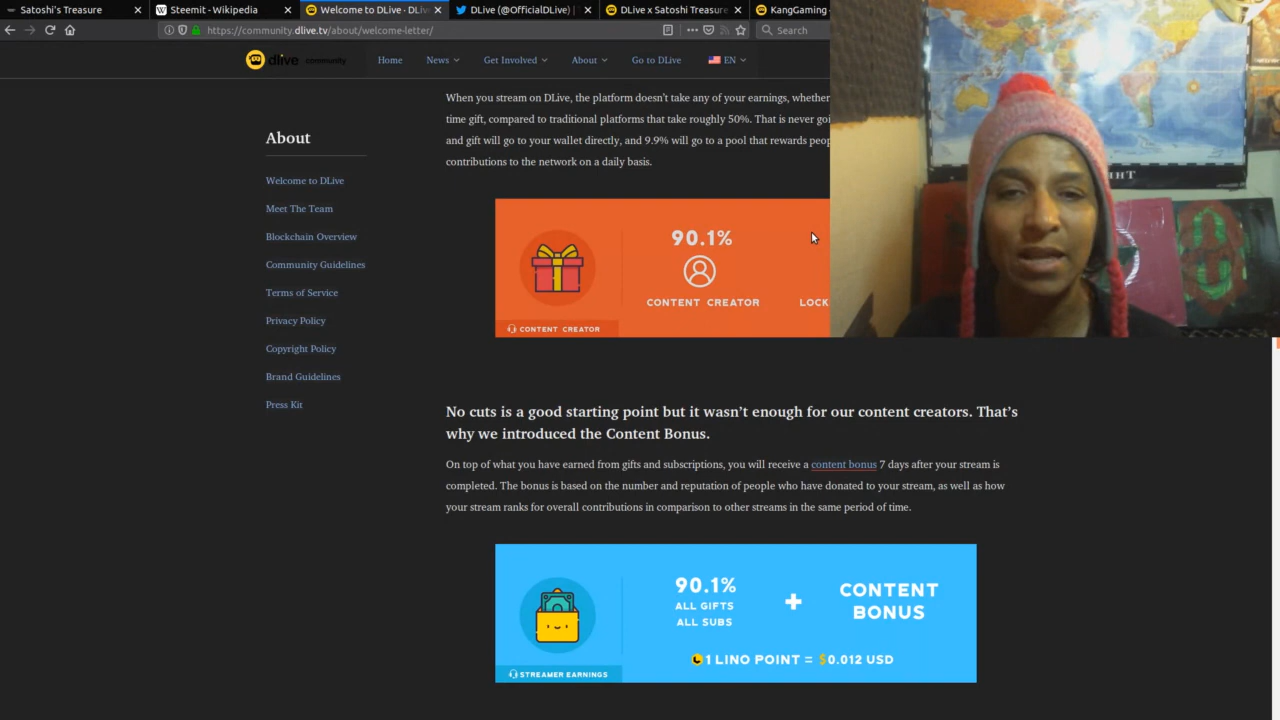 Satoshi's Treasure
Steemit - Wikipedia
Welcome to DLive · DLiv
DLive (@OfficialDLive) |
DLive x Satoshi Treasure
KangGaming
https://community.dlive.tv/about/welcome-letter/
Search
dlive community
Home
News
Get Involved
About
Go to DLive
EN
About
Welcome to DLive
Meet The Team
Blockchain Overview
Community Guidelines
Terms of Service
Privacy Policy
Copyright Policy
Brand Guidelines
Press Kit
When you stream on DLive, the platform doesn't take any of your earnings, whether
time gift, compared to traditional platforms that take roughly 50%. That is never goi
and gift will go to your wallet directly, and 9.9% will go to a pool that rewards peop
contributions to the network on a daily basis.
90.1%
CONTENT CREATOR
LOCK
CONTENT CREATOR
No cuts is a good starting point but it wasn't enough for our content creators. That's
why we introduced the Content Bonus.
On top of what you have earned from gifts and subscriptions, you will receive a content bonus 7 days after your stream is
completed. The bonus is based on the number and reputation of people who have donated to your stream, as well as how
your stream ranks for overall contributions in comparison to other streams in the same period of time.
90.1%
ALL GIFTS
ALL SUBS
+
CONTENT
BONUS
1 LINO POINT = $0.012 USD
STREAMER EARNINGS